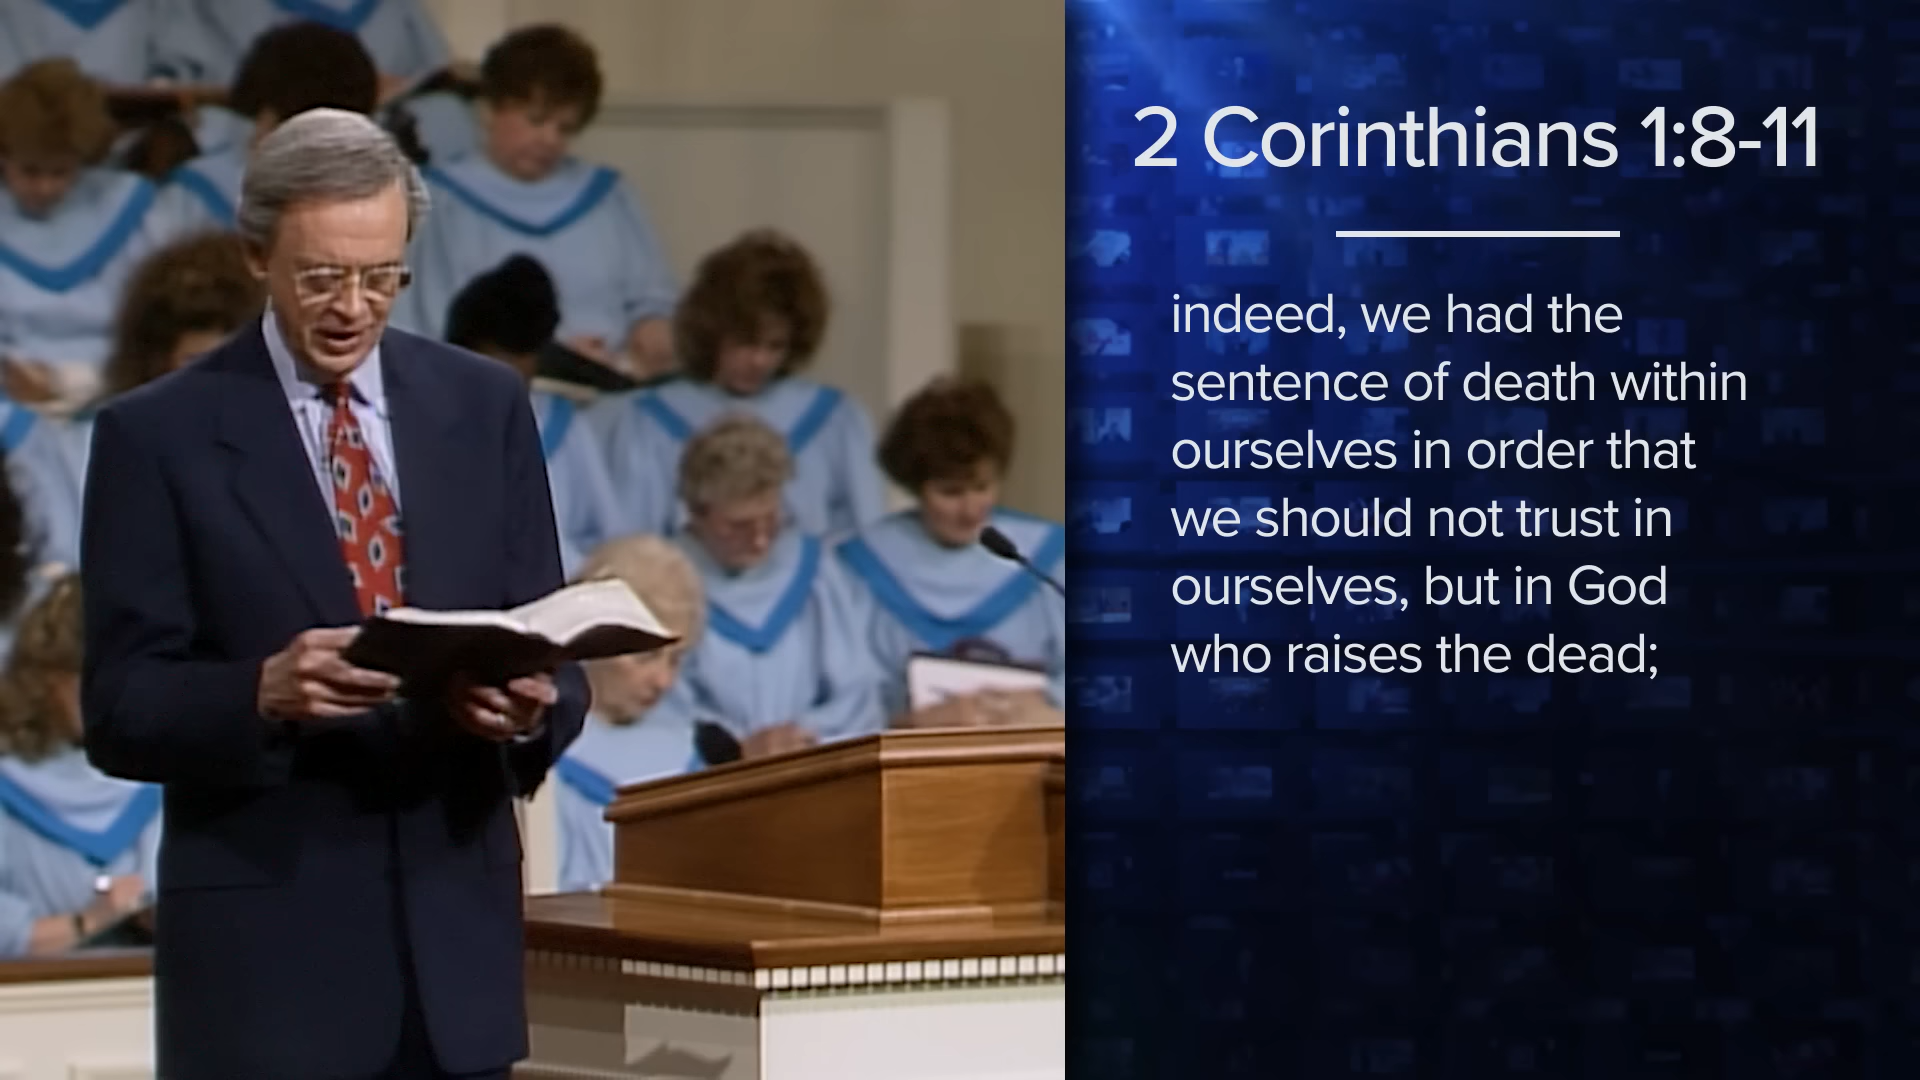 2 Corinthians 1:8-11
indeed, we had the
sentence of death within
ourselves in order that
we should not trust in
ourselves, but in God
who raises the dead;